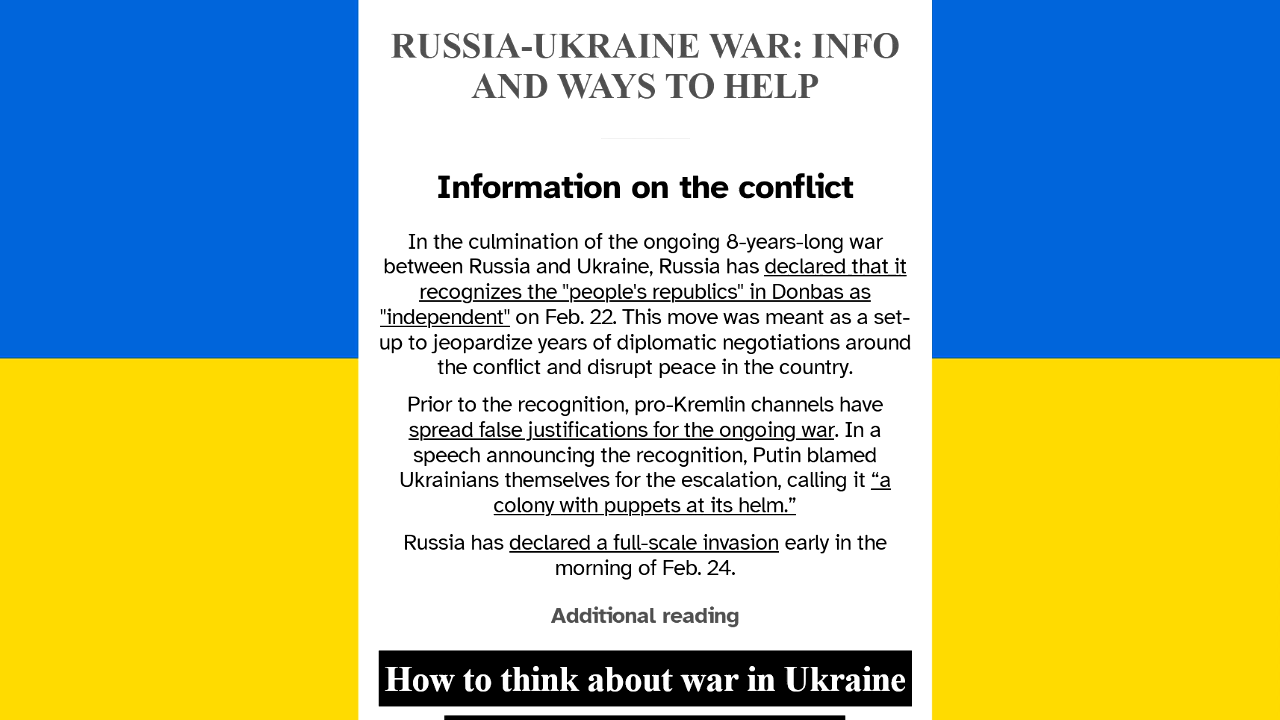 RUSSIA-UKRAINE WAR: INFO
AND WAYS TO HELP
Information on the conflict
In the culmination of the ongoing 8-years-long war
between Russia and Ukraine, Russia has declared that it
recognizes the "people's republics" in Donbas as
"independent" on Feb. 22. This move was meant as a set-
up to jeopardize years of diplomatic negotiations around
the conflict and disrupt peace in the country.
Prior to the recognition, pro-Kremlin channels have
spread false justifications for the ongoing war. In a
speech announcing the recognition, Putin blamed
Ukrainians themselves for the escalation, calling it “a
colony with puppets at its helm.”
Russia has declared a full-scale invasion early in the
morning of Feb. 24.
Additional reading
How to think about war in Ukraine